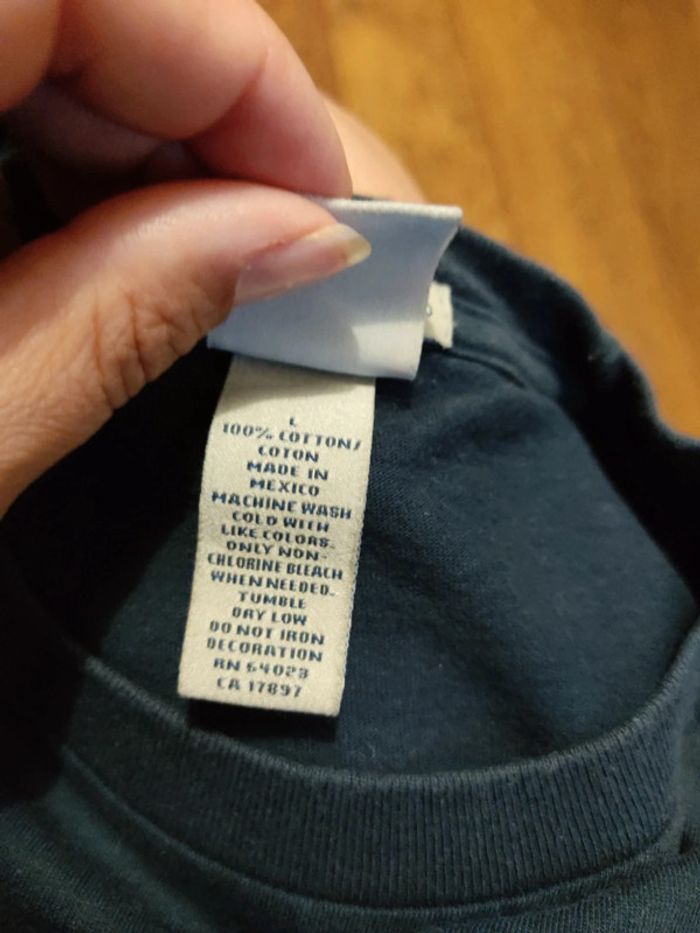 L
100% COTTON/
COTON
MADE IN
MEXICO
MACHINE WASH
COLD WITH
LIKE COLORS.
ONLY NON-
CHLORINE BLEACH
WHEN NEEDED.
TUMBLE
DRY LOW
DO NOT IRON
DECORATION
RN 54023
CA 17897